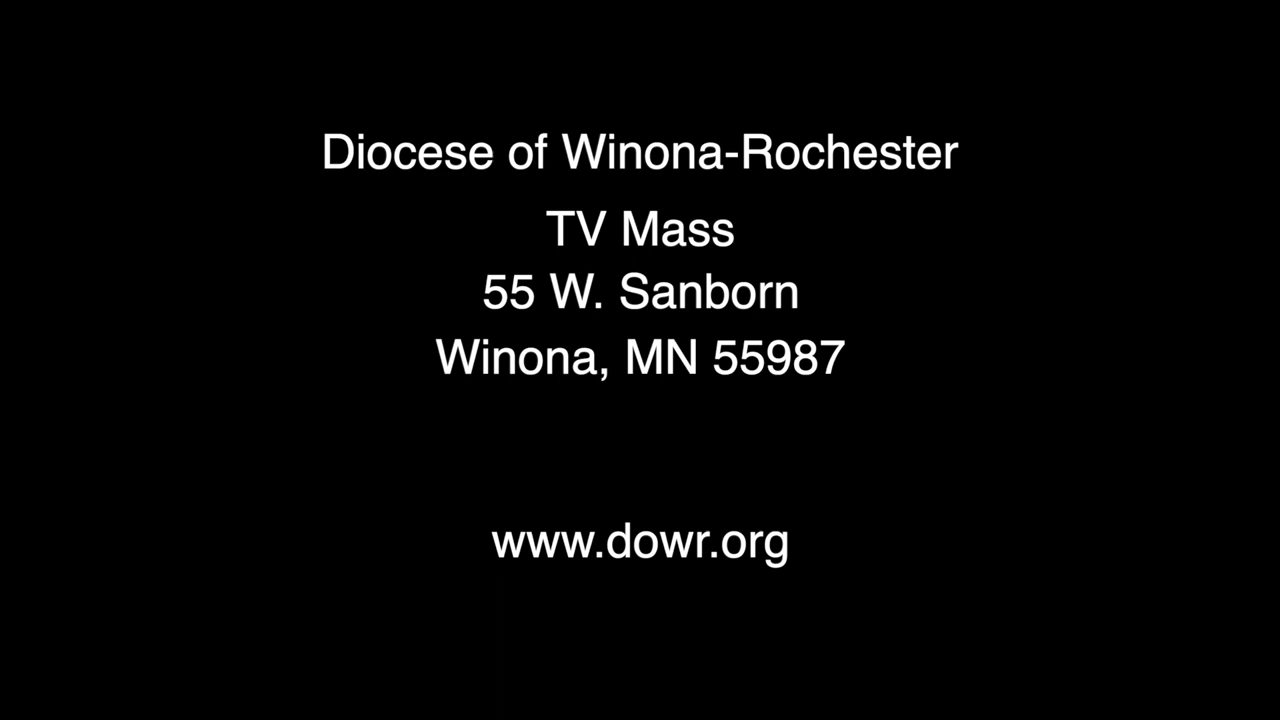 Diocese of Winona-Rochester
TV Mass
55 W. Sanborn
Winona, MN 55987
www.dowr.org